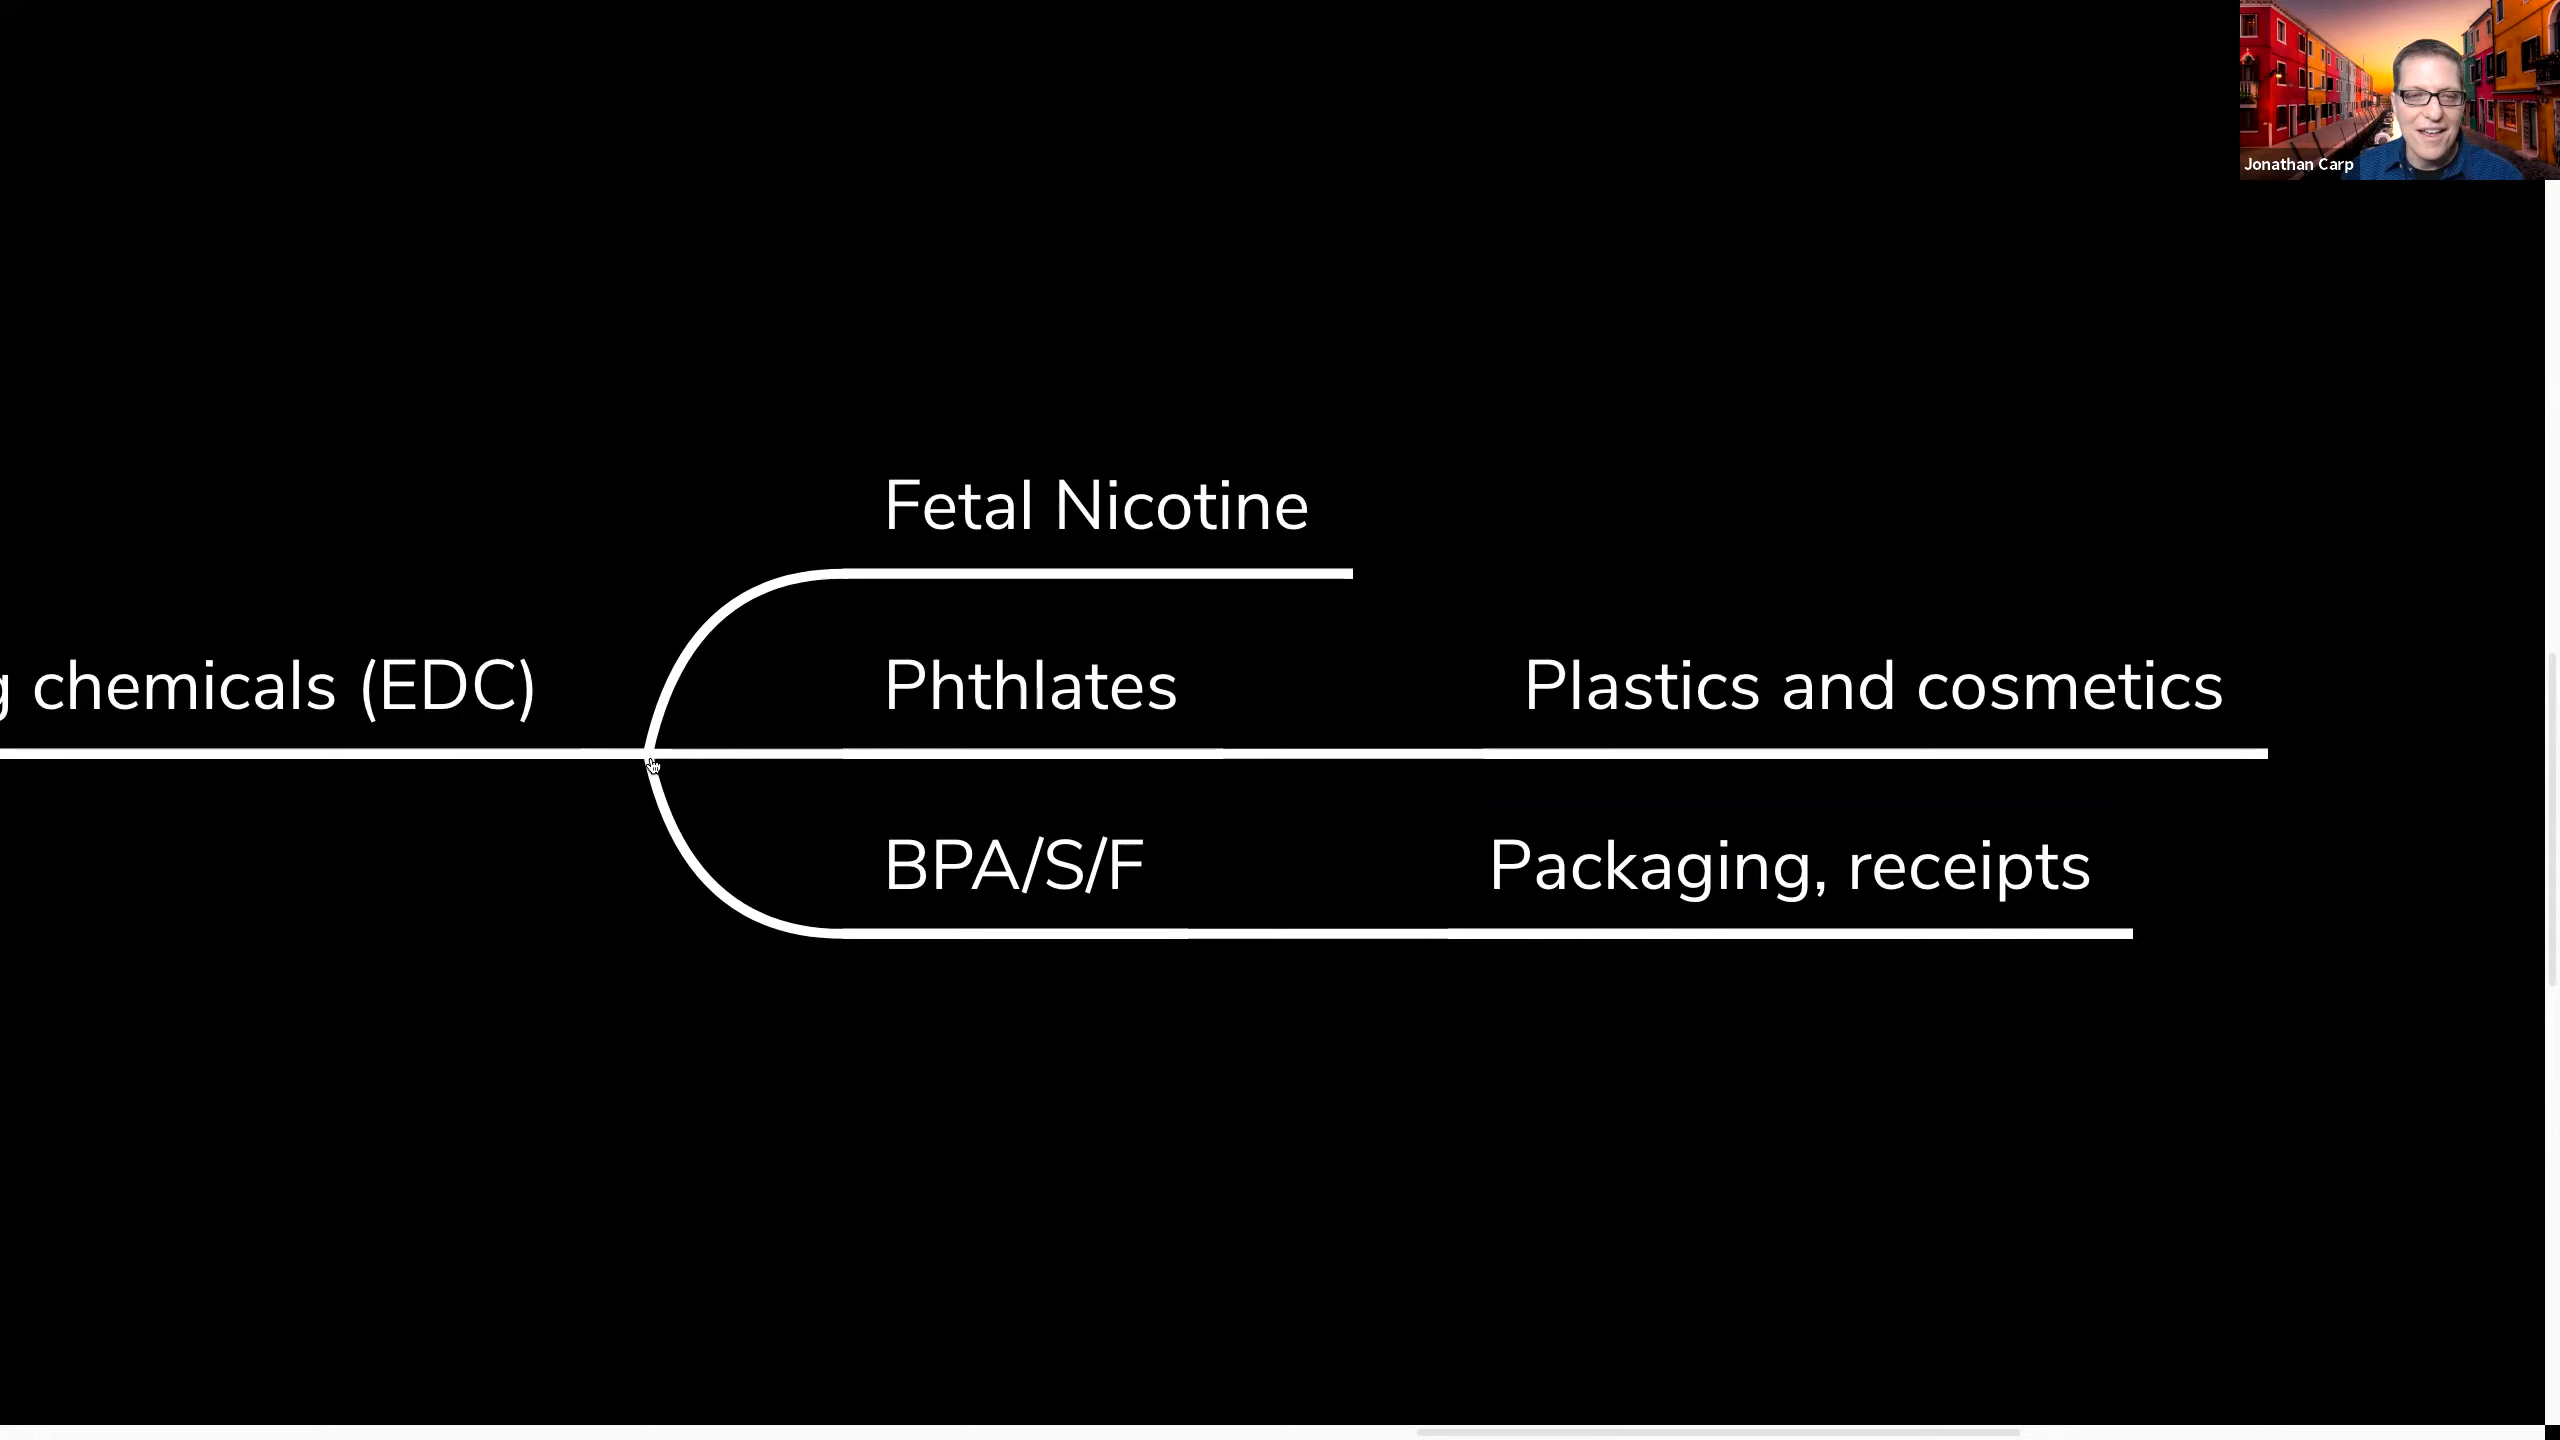 Jonathan Carp
Fetal Nicotine
g chemicals (EDC)
Phthlates
Plastics and cosmetics
BPA/S/F
Packaging, receipts